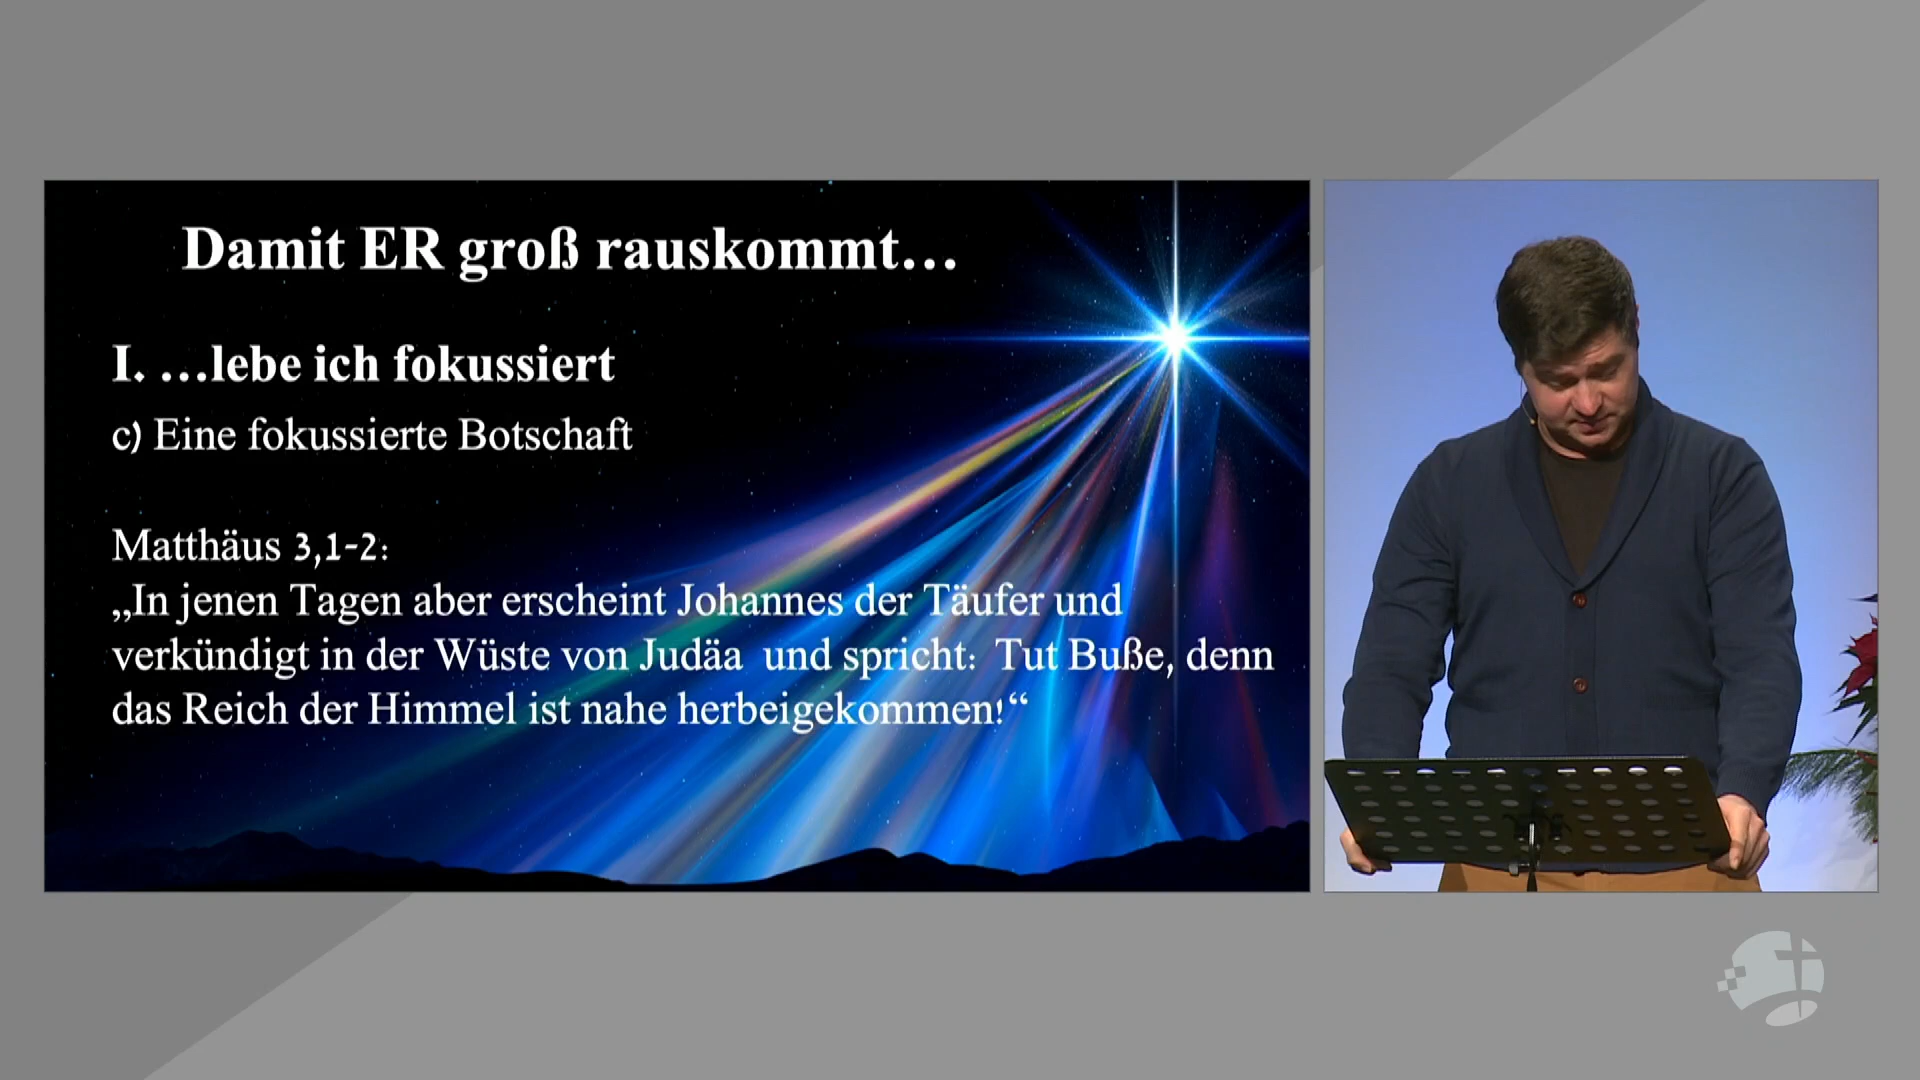 Damit ER groß rauskommt…
I. …lebe ich fokussiert
c) Eine fokussierte Botschaft
Matthäus 3,1-2:
„In jenen Tagen aber erscheint Johannes der Täufer und
verkündigt in der Wüste von Judäa  und spricht:  Tut Buße, denn
das Reich der Himmel ist nahe herbeigekommen!“